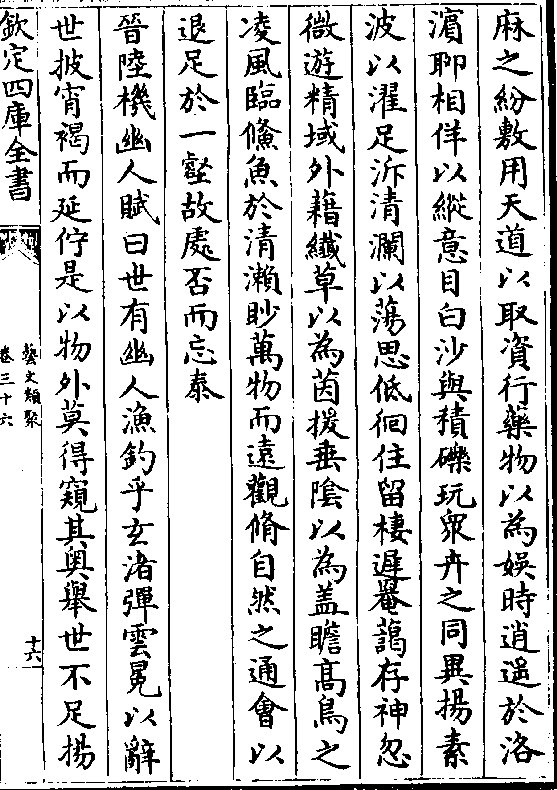 麻之紛敷用天道以取資行藥物以為娛時逍遥於洛
濵聊相佯以縱意目白沙與積礫玩衆卉之同異揚素
波以濯足泝清瀾以蕩思低徊住留棲遲菴藹存神忽
微遊精域外藉纎草以為茵援垂陰以為盖瞻高鳥之
凌風臨儵魚於清瀨眇萬物而遠觀脩自然之通會以
退足於一壑故處否而忘泰
晉陸機幽人賦曰世有幽人漁釣乎玄渚彈雲冕以辭
世披宵褐而延佇是以物外莫得窺其奥舉世不足揚
欽定四庫全書
藝文類聚
卷三十六
十六